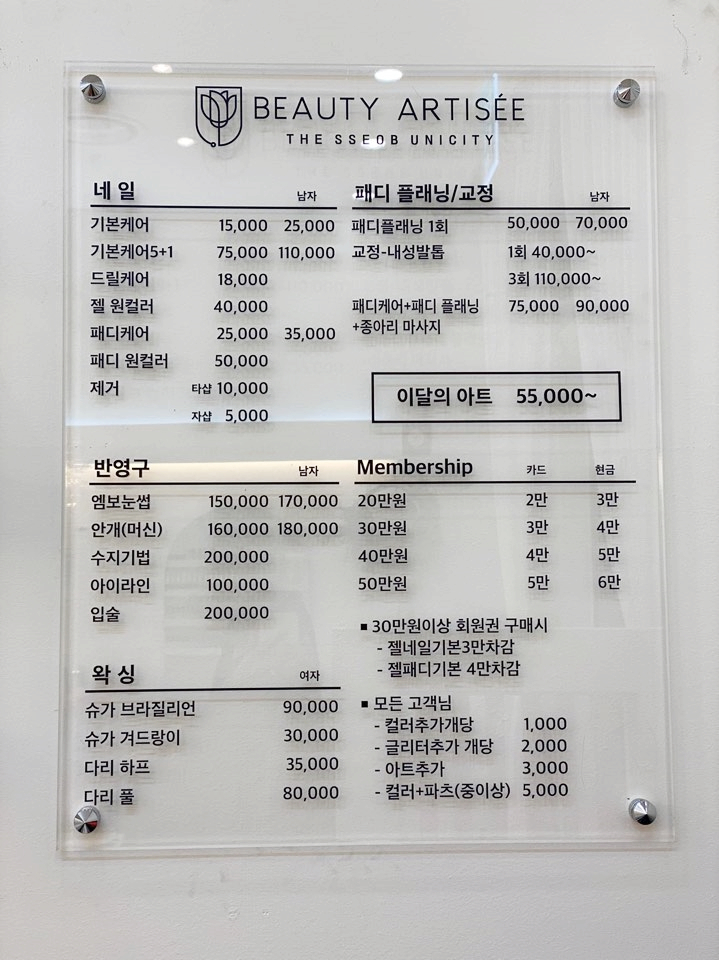 BEAUTY ARTISÉE
THE SSEOB UNICITY
네일 남자
기본케어 15,000 25,000
기본케어5+1 75,000 110,000
드릴케어 18,000
젤 원컬러 40,000
패디케어 25,000 35,000
패디 원컬러 50,000
제거 타샵 10,000
자샵 5,000
패디 플래닝/교정 남자
패디플래닝 1회 50,000 70,000
교정-내성발톱 1회 40,000~
3회 110,000~
패디케어+패디 플래닝 75,000 90,000
+종아리 마사지
이달의 아트 55,000~
반영구 남자
엠보눈썹 150,000 170,000
안개(머신) 160,000 180,000
수지기법 200,000
아이라인 100,000
입술 200,000
왁싱 여자
슈가 브라질리언 90,000
슈가 겨드랑이 30,000
다리 하프 35,000
다리 풀 80,000
Membership 카드 현금
20만원 2만 3만
30만원 3만 4만
40만원 4만 5만
50만원 5만 6만
▪ 30만원이상 회원권 구매시
- 젤네일기본3만차감
- 젤패디기본 4만차감
▪ 모든 고객님
- 컬러추가개당 1,000
- 글리터추가 개당 2,000
- 아트추가 3,000
- 컬러+파츠(중이상) 5,000